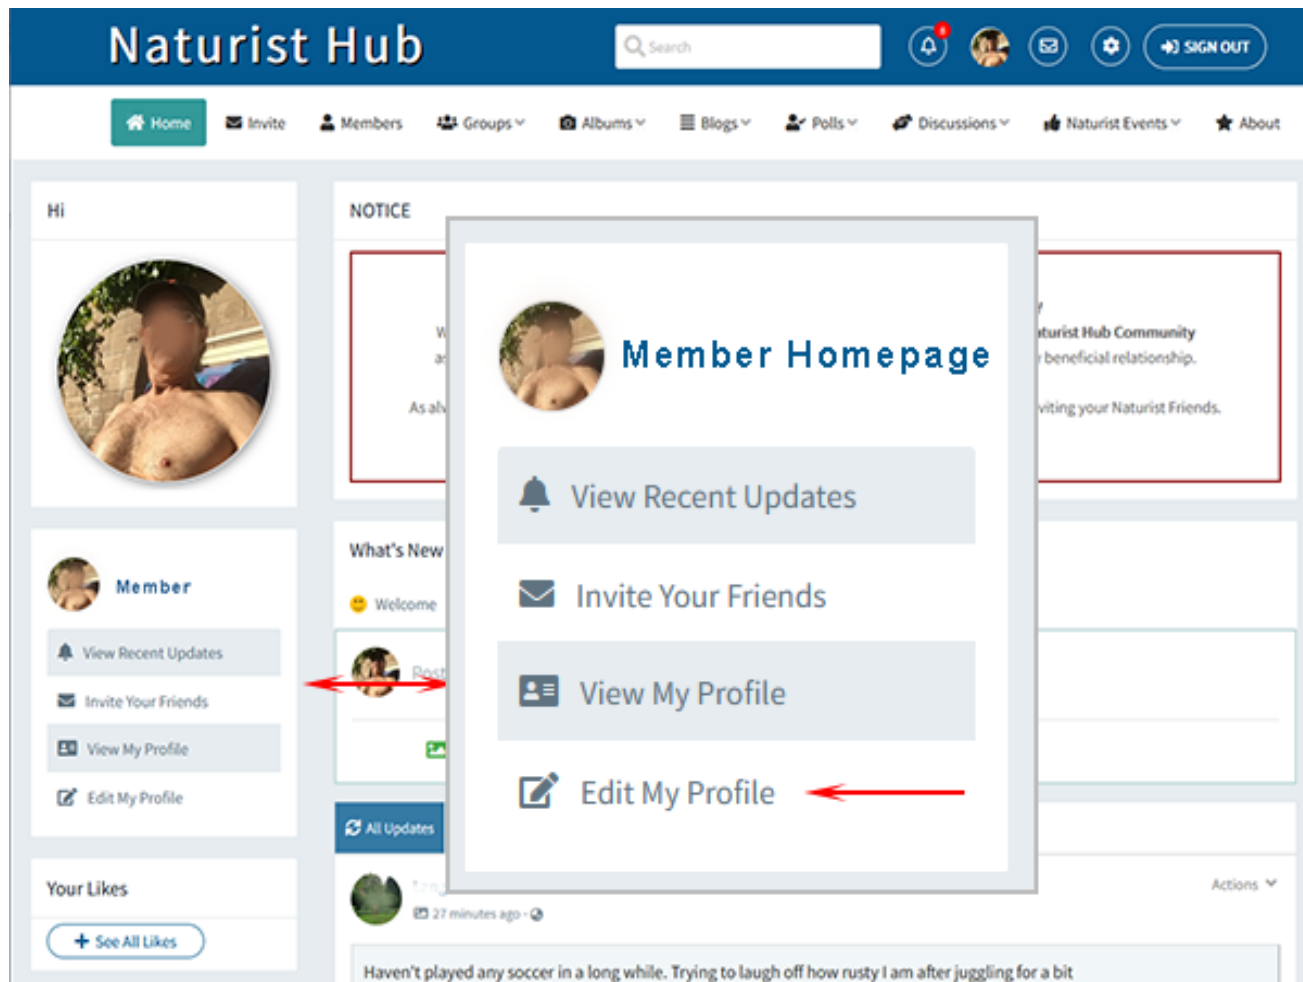 Naturist Hub
Search
SIGN OUT
Home Invite Members Groups Albums Blogs Polls Discussions Naturist Events About
Hi
NOTICE
Naturist Hub Community
beneficial relationship.
As
your Naturist Friends.
Member Homepage
View Recent Updates
Invite Your Friends
View My Profile
Edit My Profile
Member
View Recent Updates
Invite Your Friends
View My Profile
Edit My Profile
Your Likes
See All Likes
What's New
Welcome
Post
All Updates
Actions
27 minutes ago -
Haven't played any soccer in a long while. Trying to laugh off how rusty I am after juggling for a bit